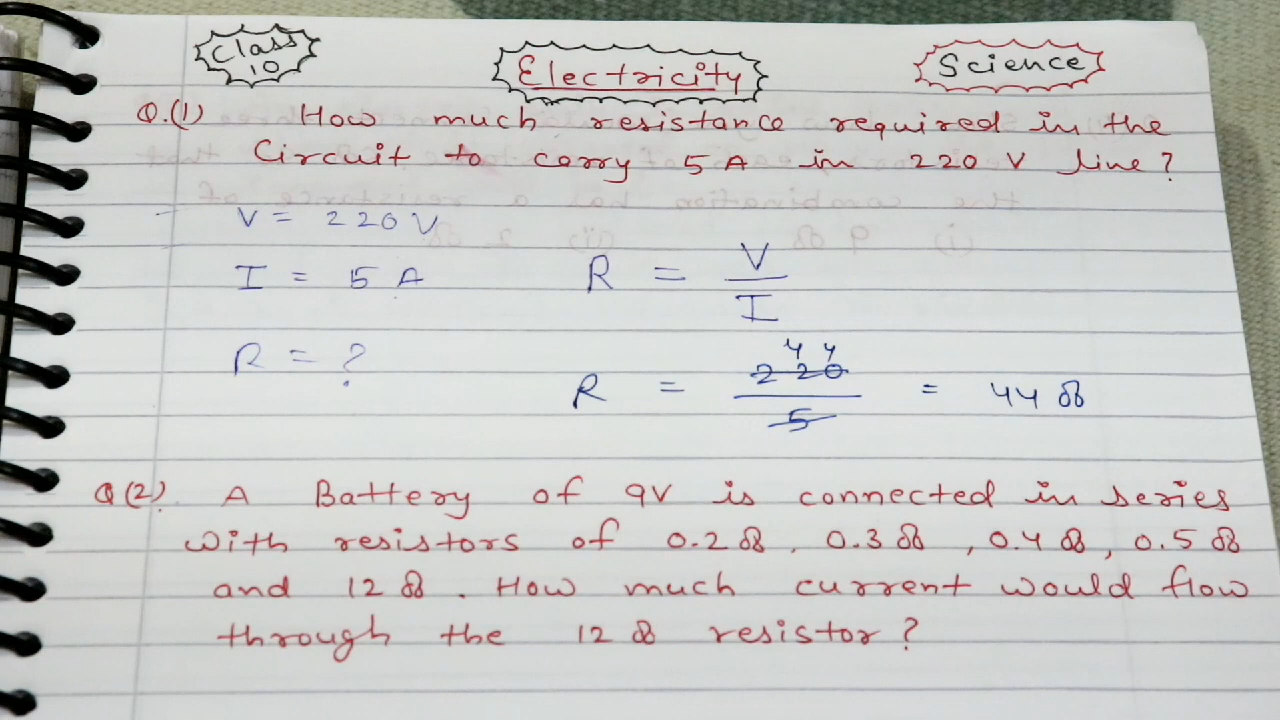 Class
10
Electricity
Science
Q.(1) How much resistance required in the
Circuit to carry 5 A in 220 V line?
V = 220 V
I = 5 A
R = V
I
R = ?
44
R = 220 = 44 Ω
5
Q(2). A Battery of 9V is connected in series
with resistors of 0.2 Ω, 0.3 Ω, 0.4 Ω, 0.5 Ω
and 12 Ω. How much current would flow
through the 12 Ω resistor?